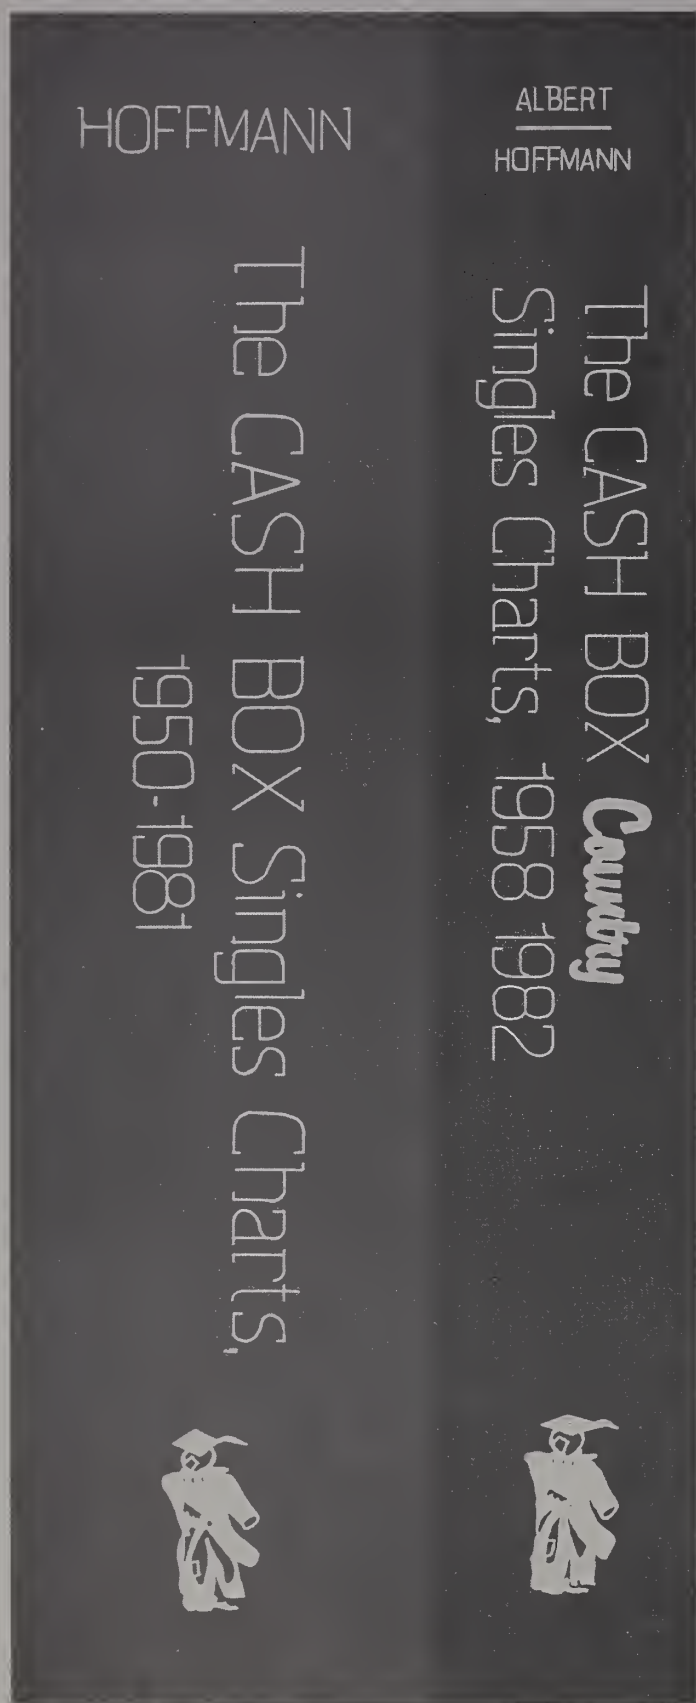 HOFFMANN
The CASH BOX Singles Charts,
1950-1981
ALBERT
HOFFMANN
The CASH BOX Country
Singles Charts, 1958 1982